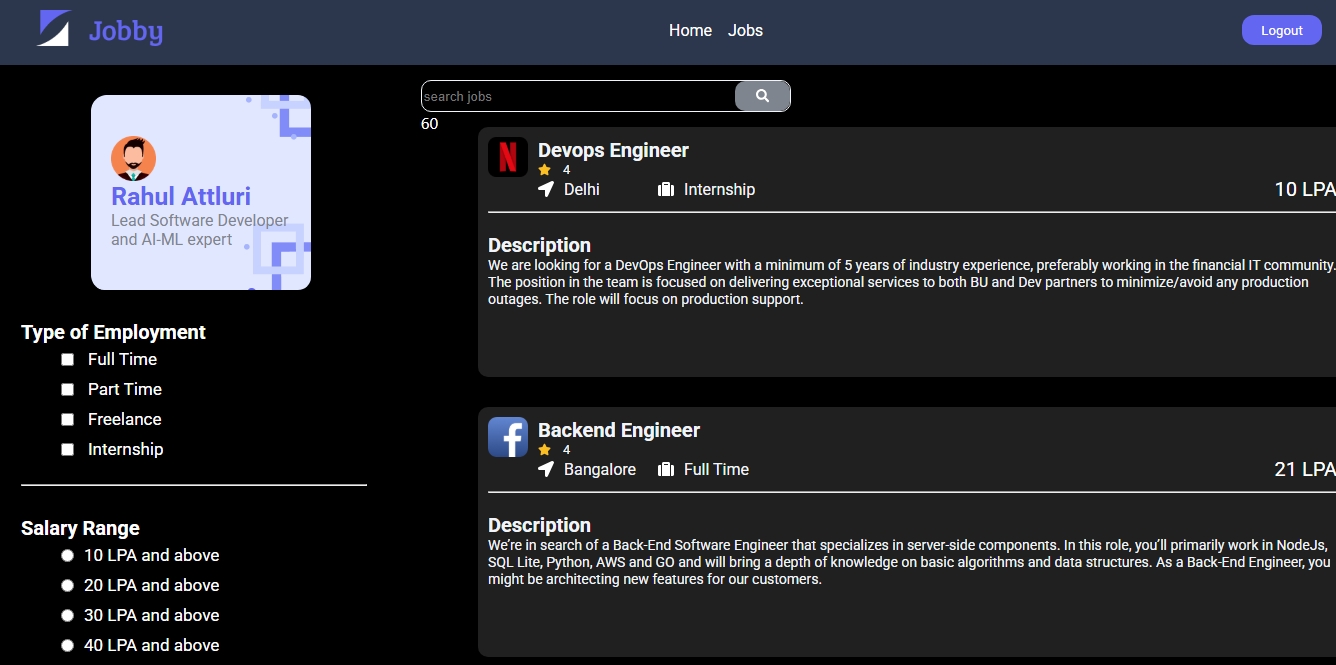 Jobby
Home Jobs
Logout
Rahul Attluri
Lead Software Developer
and AI-ML expert
Type of Employment
Full Time
Part Time
Freelance
Internship
Salary Range
10 LPA and above
20 LPA and above
30 LPA and above
40 LPA and above
search jobs
60
N
Devops Engineer
4
Delhi Internship 10 LPA
Description
We are looking for a DevOps Engineer with a minimum of 5 years of industry experience, preferably working in the financial IT community.
The position in the team is focused on delivering exceptional services to both BU and Dev partners to minimize/avoid any production
outages. The role will focus on production support.
f
Backend Engineer
4
Bangalore Full Time 21 LPA
Description
We’re in search of a Back-End Software Engineer that specializes in server-side components. In this role, you’ll primarily work in NodeJs,
SQL Lite, Python, AWS and GO and will bring a depth of knowledge on basic algorithms and data structures. As a Back-End Engineer, you
might be architecting new features for our customers.